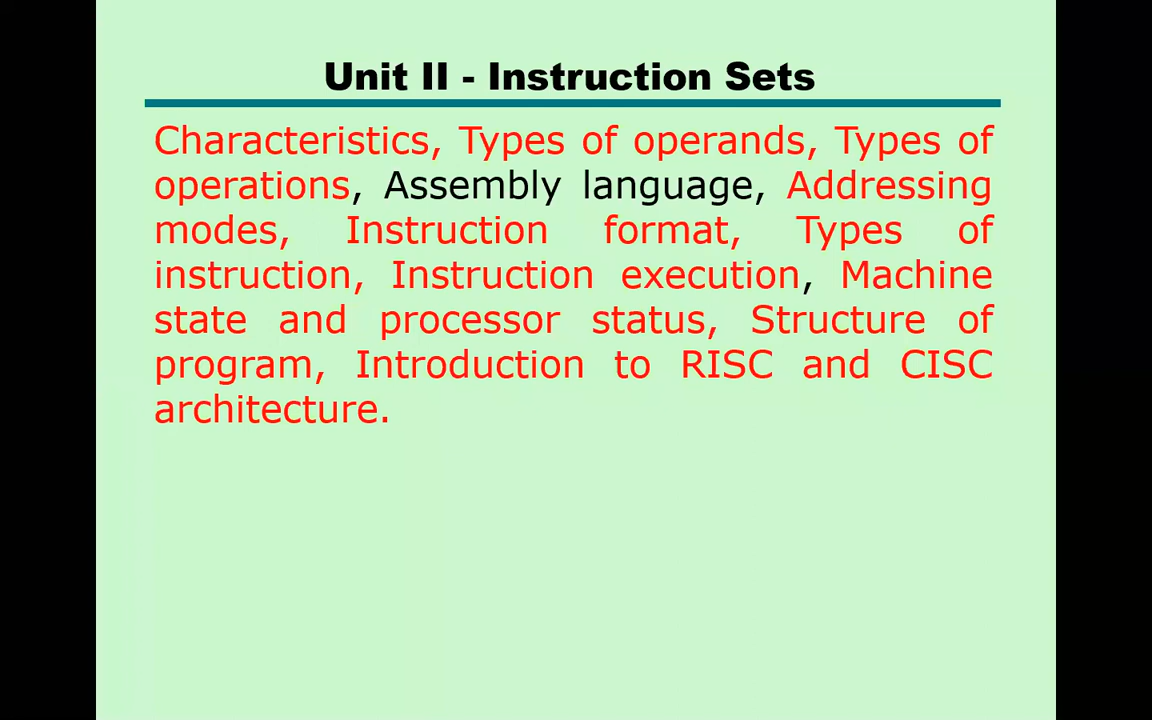 Unit II - Instruction Sets
Characteristics, Types of operands, Types of
operations, Assembly language, Addressing
modes, Instruction format, Types of
instruction, Instruction execution, Machine
state and processor status, Structure of
program, Introduction to RISC and CISC
architecture.